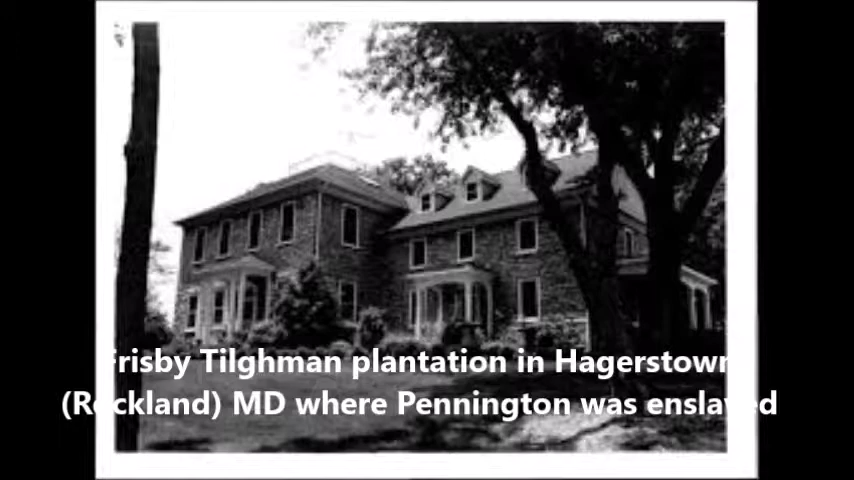 Frisby Tilghman plantation in Hagerstown
(Rockland) MD where Pennington was enslaved